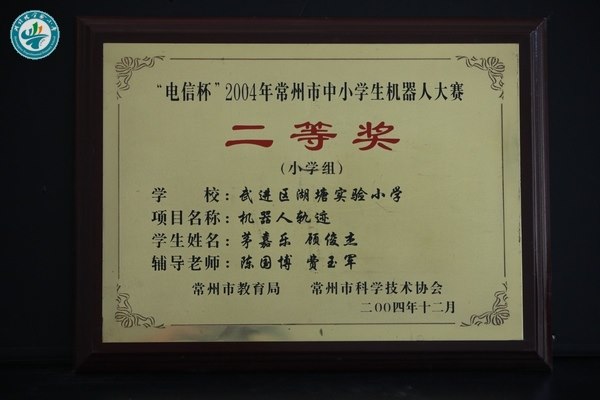 “电信杯”2004年常州市中小学生机器人大赛
二等奖
(小学组)
学 校：武进区湖塘实验小学
项目名称：机器人轨迹
学生姓名：茅嘉乐 顾俊杰
辅导老师：陈国博 费玉军
常州市教育局 常州市科学技术协会
二00四年十二月